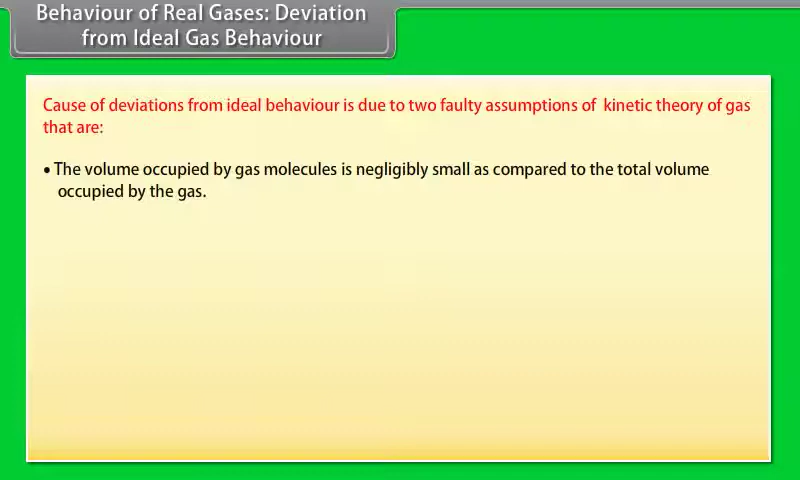 Behaviour of Real Gases: Deviation
from Ideal Gas Behaviour
Cause of deviations from ideal behaviour is due to two faulty assumptions of kinetic theory of gas
that are:
• The volume occupied by gas molecules is negligibly small as compared to the total volume
occupied by the gas.